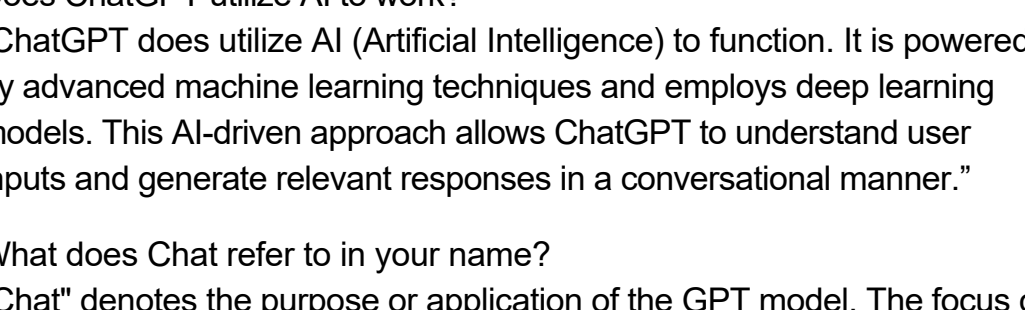 oes ChatGPT utilize AI to work?
ChatGPT does utilize AI (Artificial Intelligence) to function. It is powered
y advanced machine learning techniques and employs deep learning
nodels. This AI-driven approach allows ChatGPT to understand user
nputs and generate relevant responses in a conversational manner.”
What does Chat refer to in your name?
Chat" denotes the purpose or application of the GPT model. The focus